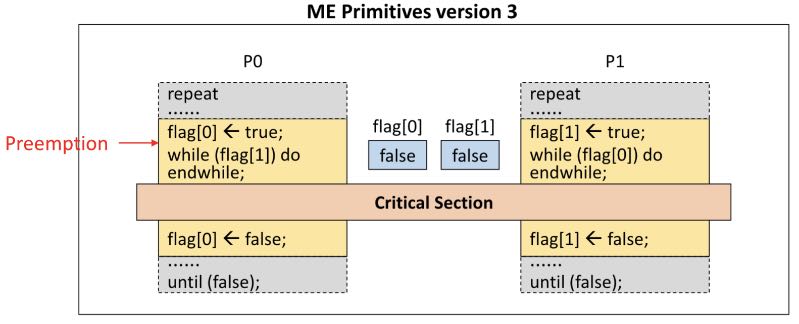 ME Primitives version 3
P0
P1
repeat
......
flag[0] ← true;
while (flag[1]) do
endwhile;
Preemption
flag[0]
flag[1]
false
false
repeat
......
flag[1] ← true;
while (flag[0]) do
endwhile;
Critical Section
flag[0] ← false;
......
until (false);
flag[1] ← false;
......
until (false);